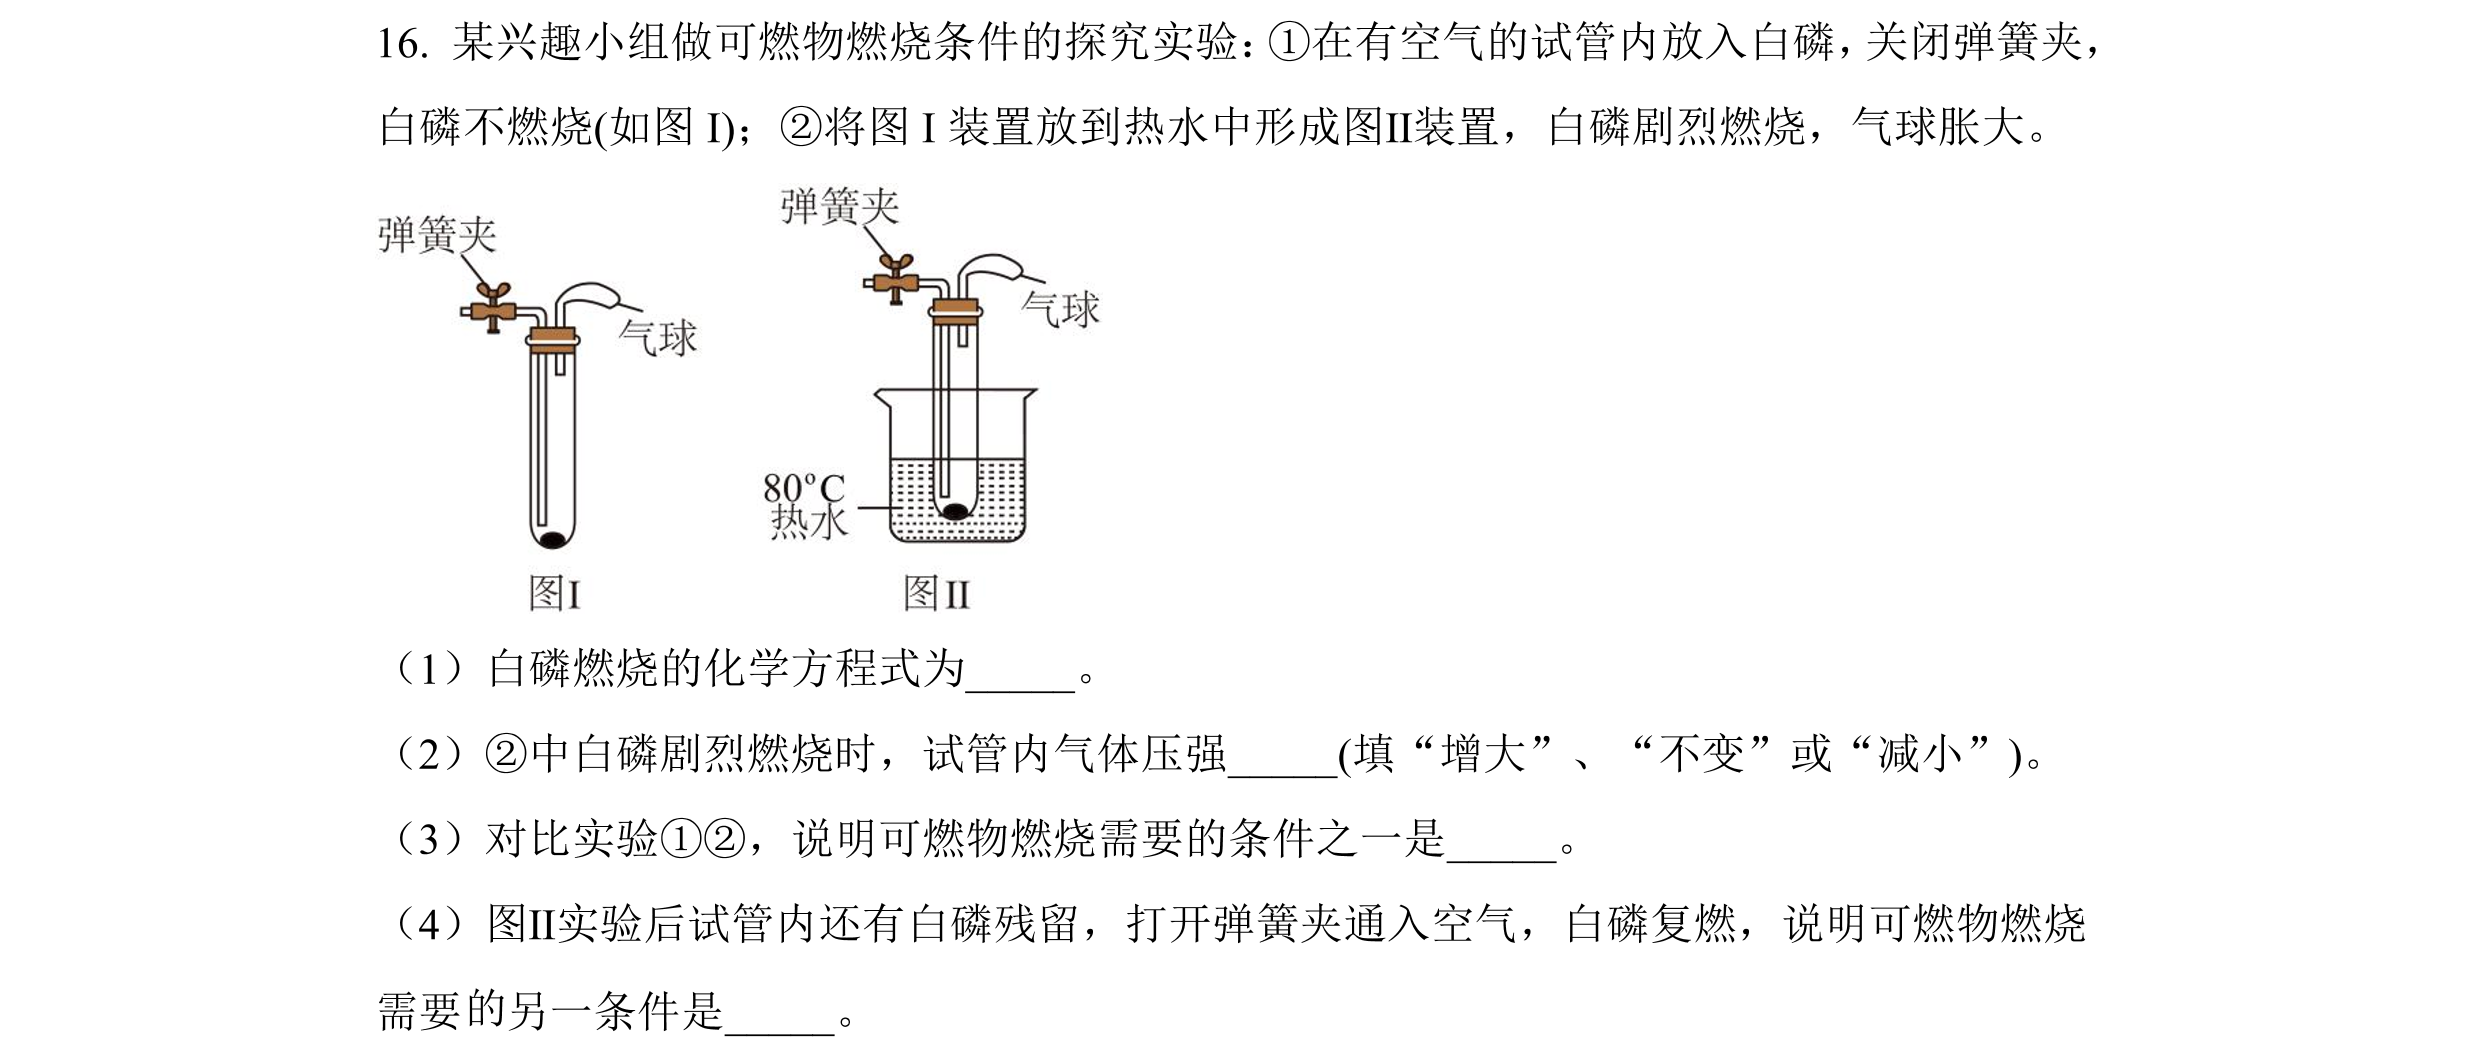 16. 某兴趣小组做可燃物燃烧条件的探究实验：①在有空气的试管内放入白磷，关闭弹簧夹，
白磷不燃烧(如图 I)；②将图 I 装置放到热水中形成图Ⅱ装置，白磷剧烈燃烧，气球胀大。
弹簧夹
气球
图I
弹簧夹
气球
80°C
热水
图II
（1）白磷燃烧的化学方程式为_____。
（2）②中白磷剧烈燃烧时，试管内气体压强_____(填“增大”、“不变”或“减小”)。
（3）对比实验①②，说明可燃物燃烧需要的条件之一是_____。
（4）图Ⅱ实验后试管内还有白磷残留，打开弹簧夹通入空气，白磷复燃，说明可燃物燃烧
需要的另一条件是_____。